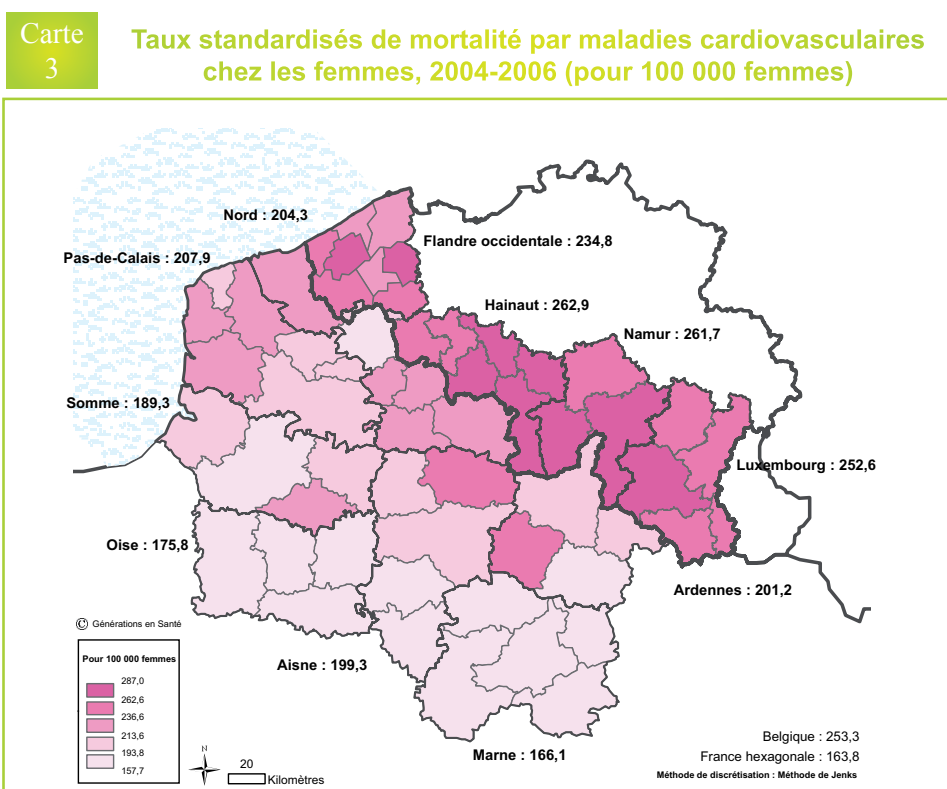 Carte
3
Taux standardisés de mortalité par maladies cardiovasculaires
chez les femmes, 2004-2006 (pour 100 000 femmes)
Nord : 204,3
Flandre occidentale : 234,8
Pas-de-Calais : 207,9
Hainaut : 262,9
Namur : 261,7
Somme : 189,3
Luxembourg : 252,6
Oise : 175,8
Ardennes : 201,2
© Générations en Santé
Aisne : 199,3
Pour 100 000 femmes
287,0
262,6
236,6
213,6
193,8
157,7
N
20
Kilomètres
Marne : 166,1
Belgique : 253,3
France hexagonale : 163,8
Méthode de discrétisation : Méthode de Jenks